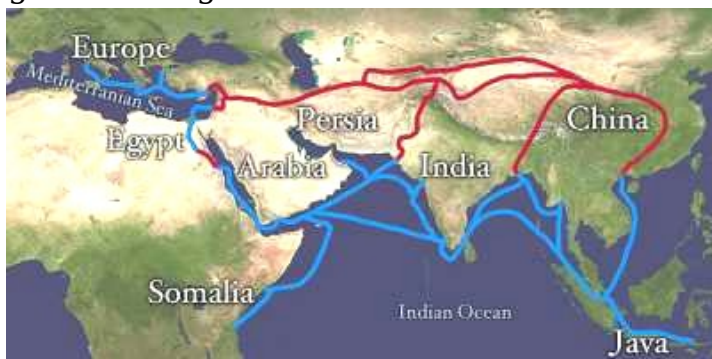 Europe
Mediterranian Sea
Persia
China
Egypt
Arabia
India
Somalia
Indian Ocean
Java